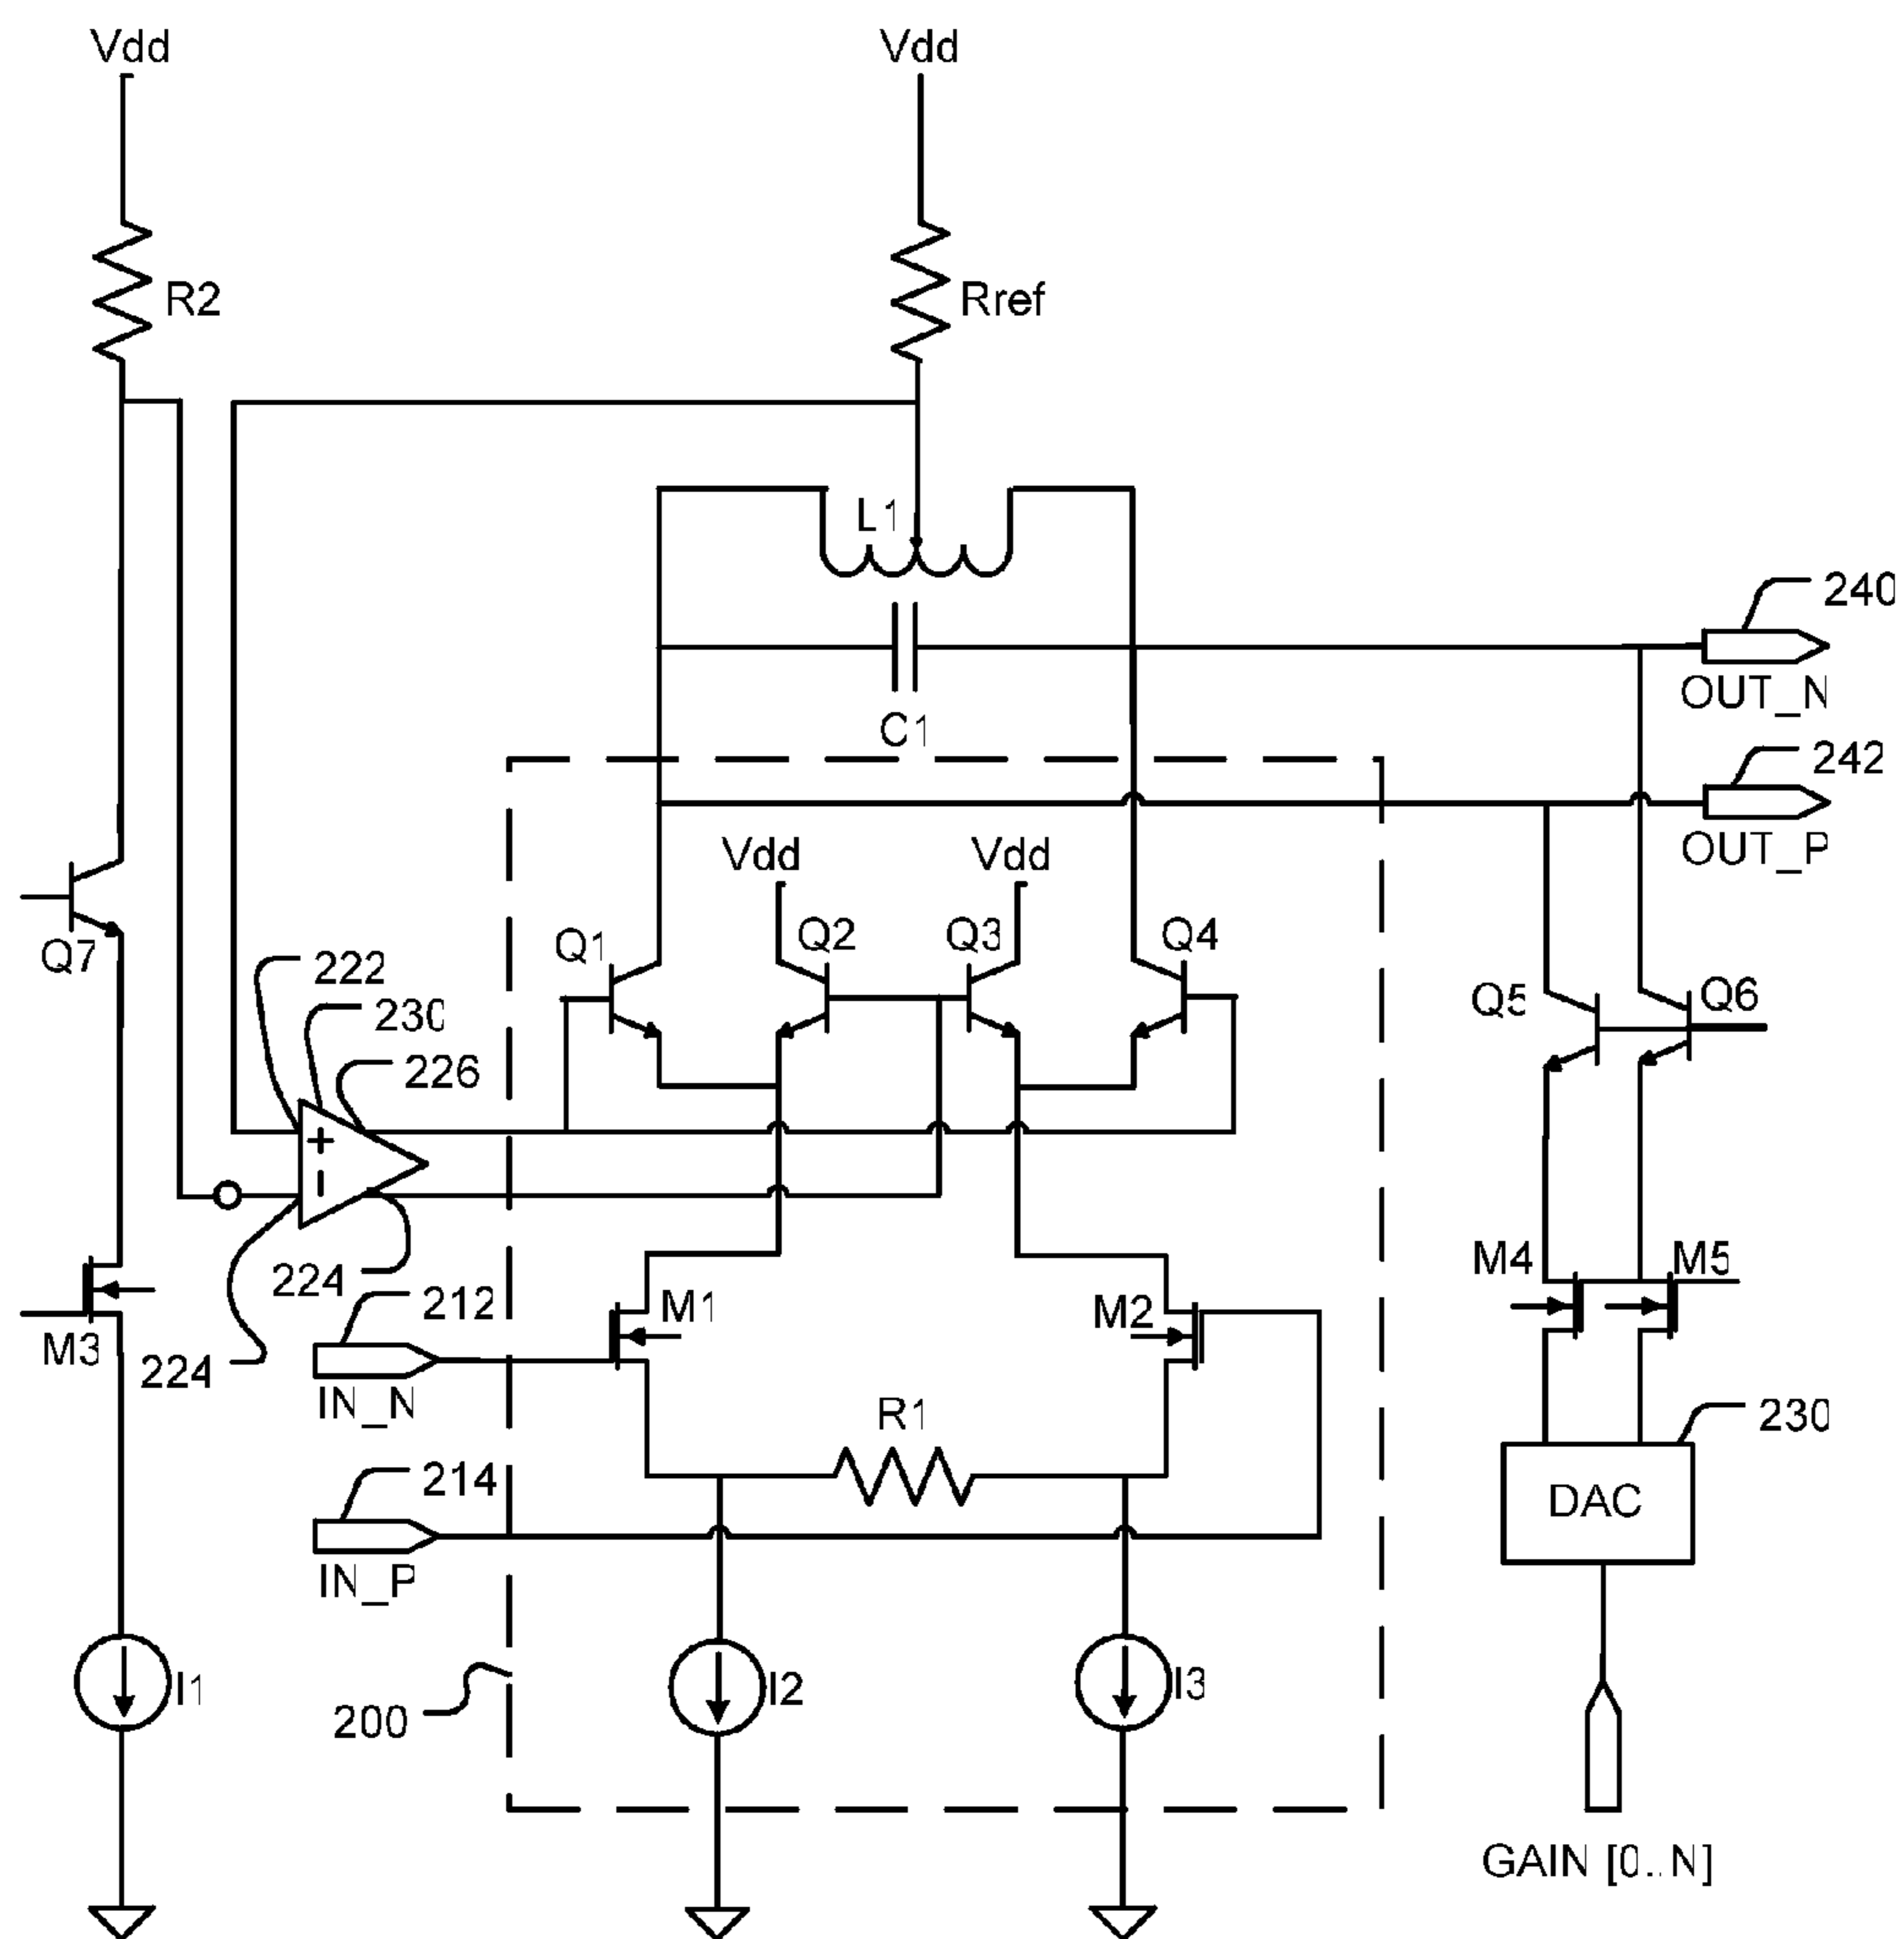 Vdd
Vdd
R2
Rref
L1
240
OUT_N
C1
242
OUT_P
Vdd
Vdd
Q1
Q2
Q3
Q4
Q7
222
Q5
Q6
230
226
+
–
224
M4
M5
212
M1
M2
M3
224
IN_N
R1
230
214
DAC
IN_P
I1
I2
I3
200
GAIN [0..N]